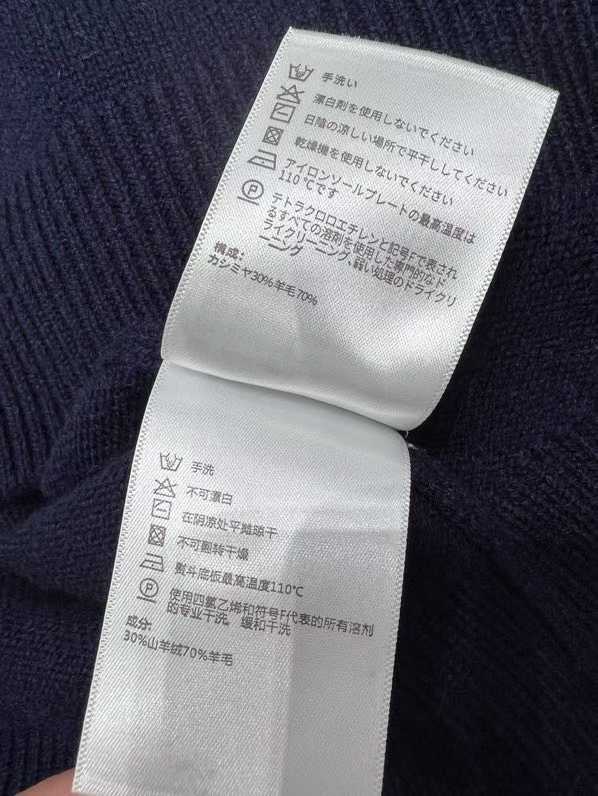 手洗い
漂白剤を使用しないでください
日陰の涼しい場所で平干ししてください
乾燥機を使用しないでください
アイロンソールプレートの最高温度は
110℃です
テトラクロロエチレンと記号Fで表され
るすべての溶剤を使用した専門的なド
ライクリーニング、軽い処理のドライクリ
ーニング
構成:
カシミヤ30%羊毛70%
手洗
不可漂白
在阴凉处平摊晾干
不可翻转干燥
熨斗底板最高温度110℃
使用四氯乙烯和符号F代表的所有溶剂
的专业干洗,缓和干洗
成分:
30%山羊绒70%羊毛